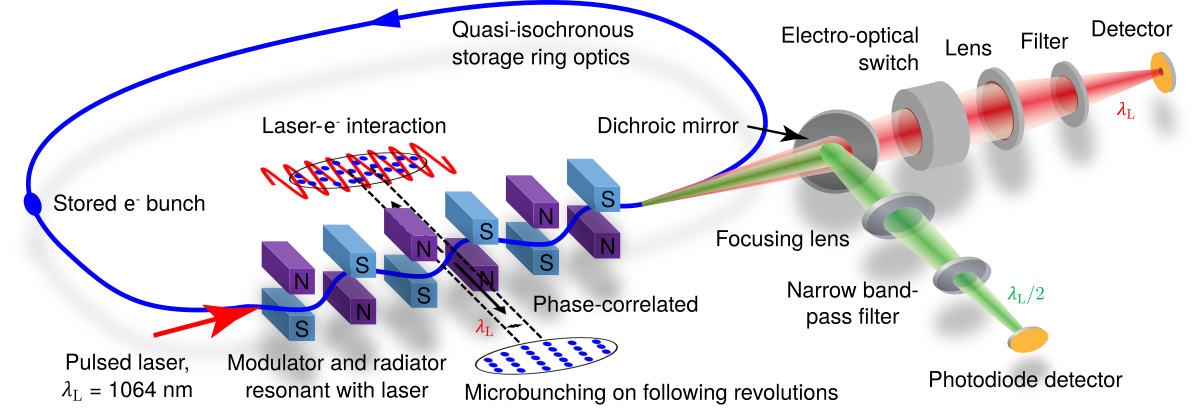 Quasi-isochronous
storage ring optics
Electro-optical
switch
Lens
Filter
Detector
λL
Dichroic mirror
Laser-e- interaction
Stored e- bunch
N
S
S
N
N
S
S
N
N
S
S
N
Focusing lens
Narrow band-
pass filter
λL/2
Photodiode detector
Phase-correlated
λL
Pulsed laser,
λL = 1064 nm
Modulator and radiator
resonant with laser
Microbunching on following revolutions